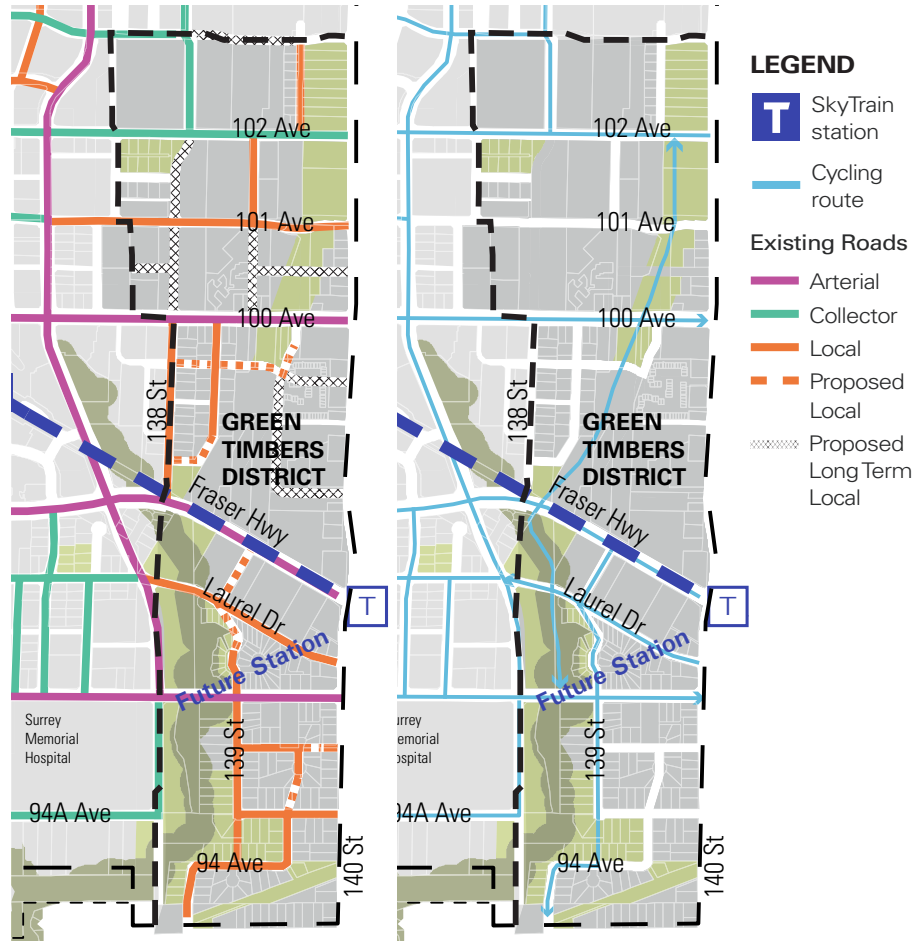 102 Ave
101 Ave
100 Ave
138 St
GREEN
TIMBERS
DISTRICT
Fraser Hwy
Laurel Dr
T
Future Station
Surrey
Memorial
Hospital
139 St
94A Ave
94 Ave
140 St
102 Ave
101 Ave
100 Ave
138 St
GREEN
TIMBERS
DISTRICT
Fraser Hwy
Laurel Dr
T
Future Station
urrey
emorial
ospital
139 St
94A Ave
94 Ave
140 St
LEGEND
T
SkyTrain
station
Cycling
route
Existing Roads
Arterial
Collector
Local
Proposed
Local
Proposed
Long Term
Local